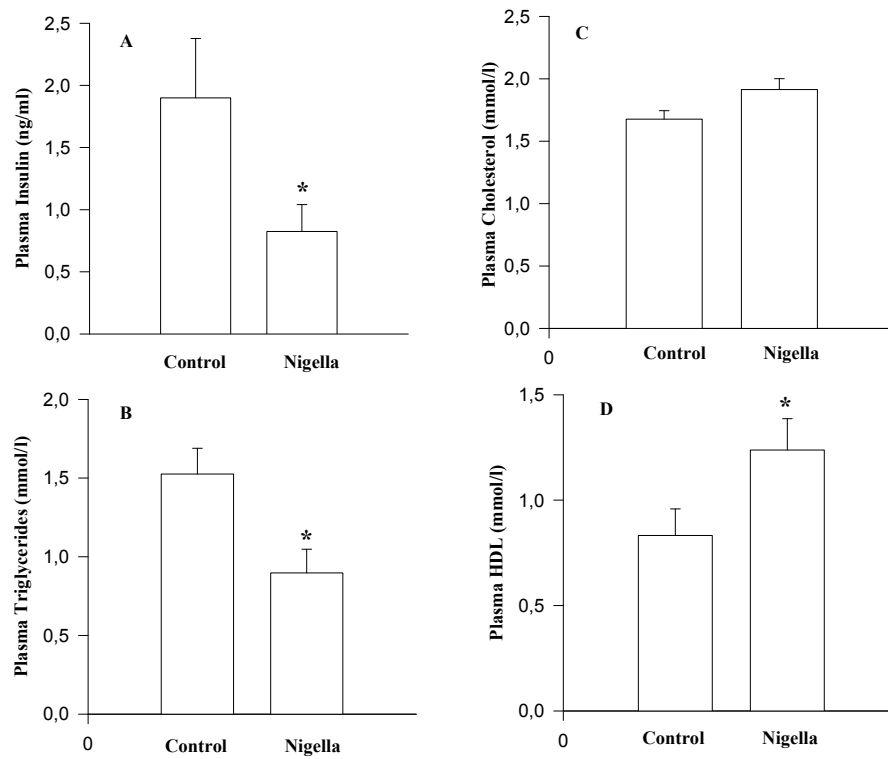 A
Plasma Insulin (ng/ml)
2,5
2,0
1,5
1,0
0,5
0,0
*
Control Nigella
C
Plasma Cholesterol (mmol/l)
2,5
2,0
1,5
1,0
0,5
0,0
0
Control Nigella
B
Plasma Triglycerides (mmol/l)
2,0
1,5
1,0
0,5
0,0
*
0
Control Nigella
D
Plasma HDL (mmol/l)
1,5
1,0
0,5
0,0
*
0
Control Nigella